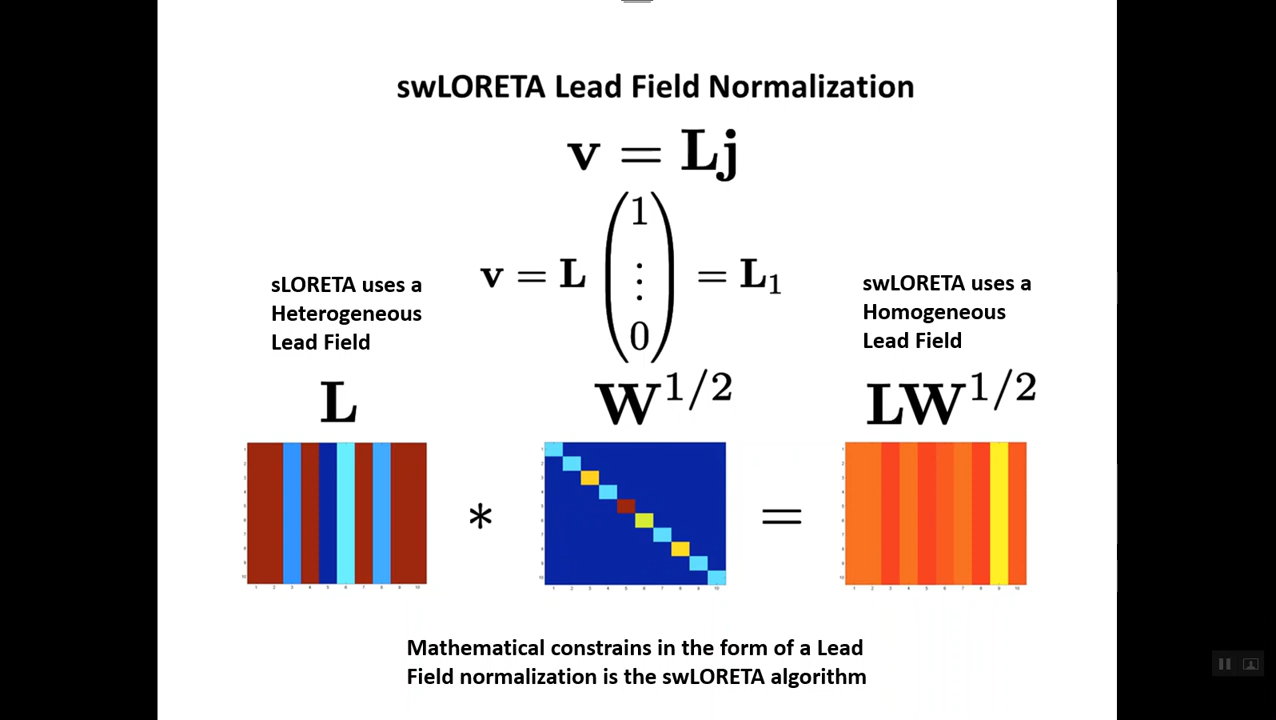 swLORETA Lead Field Normalization
v = Lj
v = L ( 1 ⋮ 0 ) = L₁
sLORETA uses a
Heterogeneous
Lead Field
swLORETA uses a
Homogeneous
Lead Field
L
W^{1/2}
LW^{1/2}
* =
Mathematical constrains in the form of a Lead
Field normalization is the swLORETA algorithm